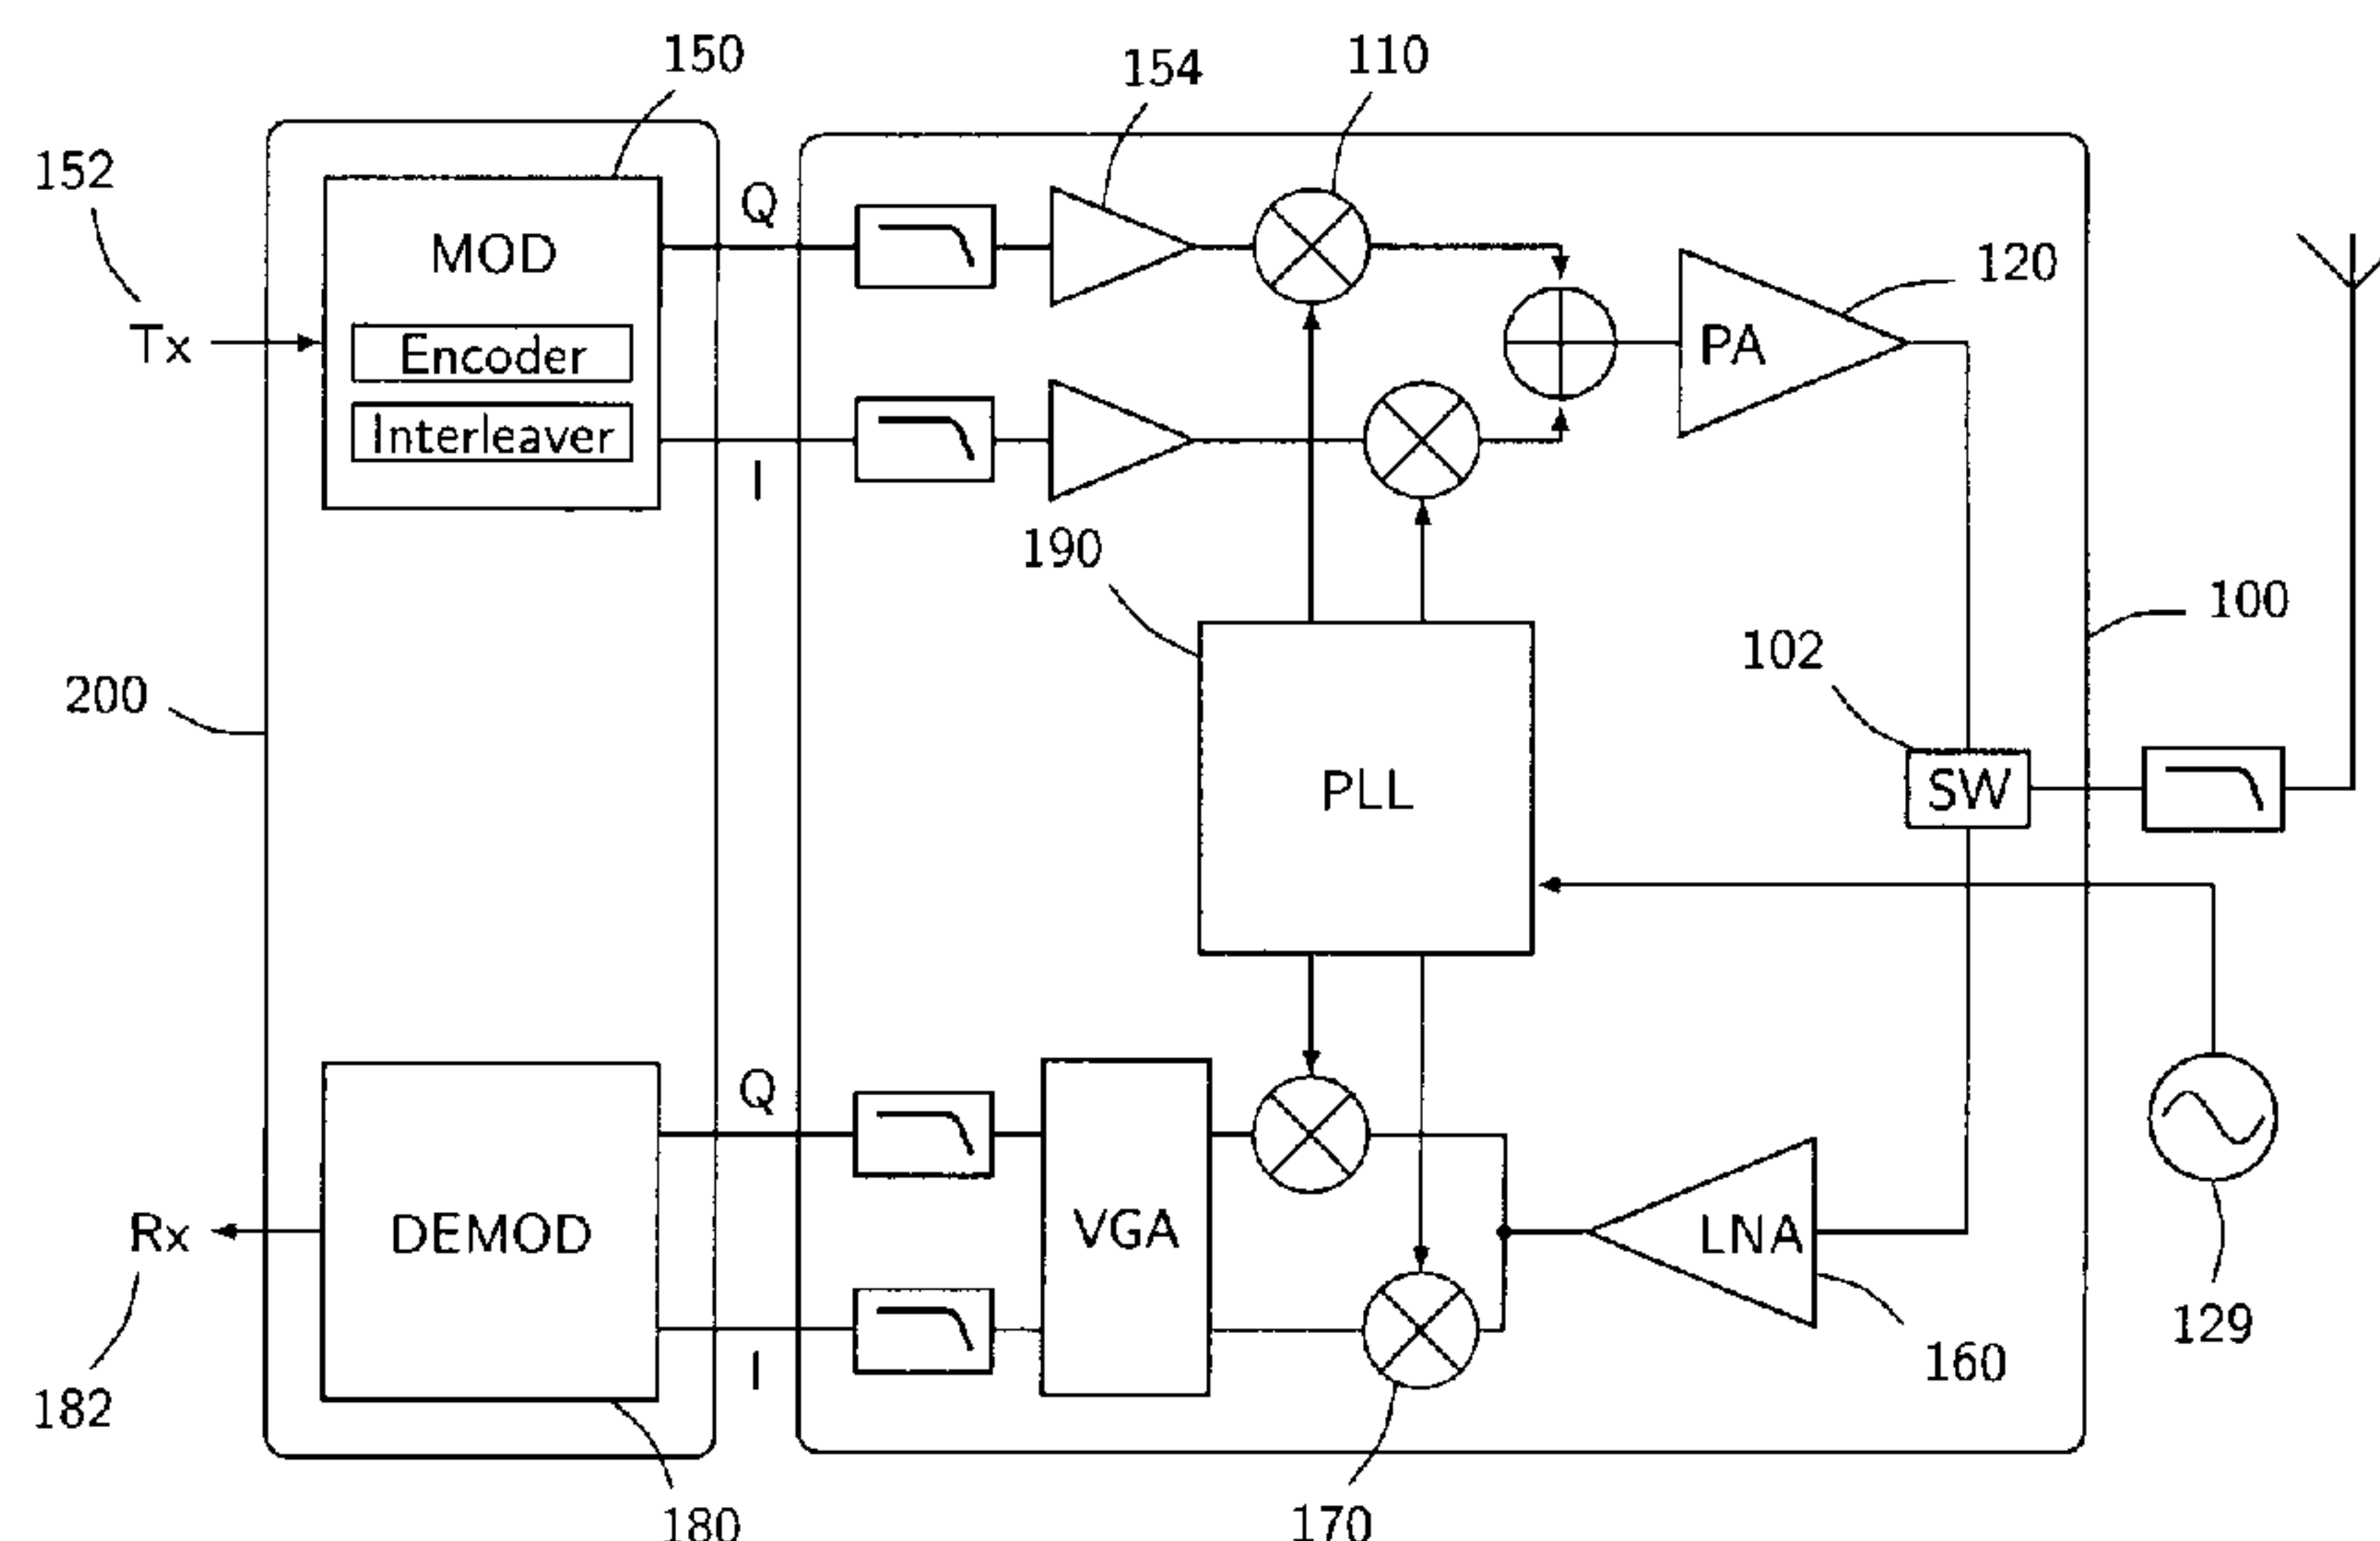 150
154
110
152
Q
MOD
120
Tx
Encoder
PA
Interleaver
I
190
100
102
200
PLL
SW
Q
VGA
Rx
DEMOD
LNA
129
160
I
182
180
170